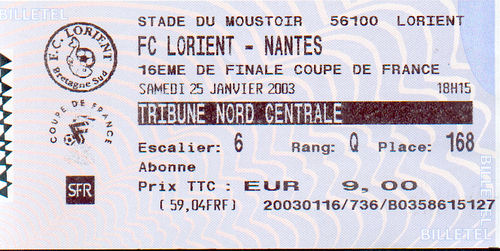 BILLETEL
STADE DU MOUSTOIR 56100 LORIENT
FC LORIENT - NANTES
16EME DE FINALE COUPE DE FRANCE
SAMEDI 25 JANVIER 2003 18H15
TRIBUNE NORD CENTRALE
Escalier: 6 Rang: Q Place: 168
Abonne
Prix TTC : EUR 9,00
( 59,04FRF) 20030116/736/B0358615127
F.C. LORIENT
Bretagne Sud
COUPE DE FRANCE
SFR
BILLETEL
BILLETEL